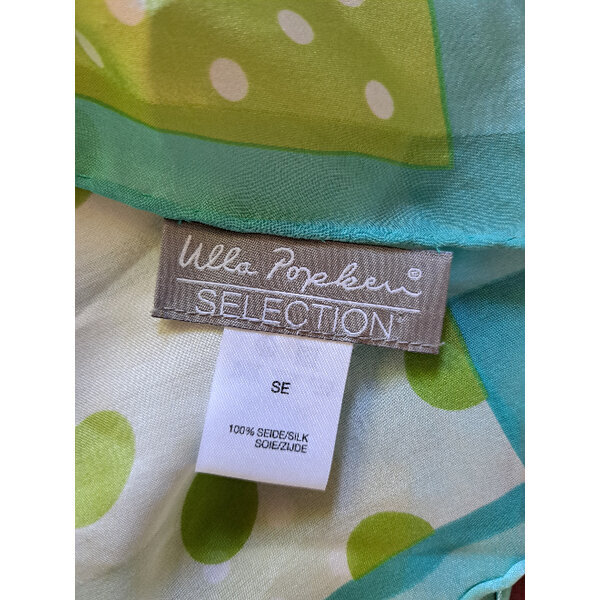 Ulla Popken®
SELECTION
SE
100% SEIDE/SILK
SOIE/ZIJDE